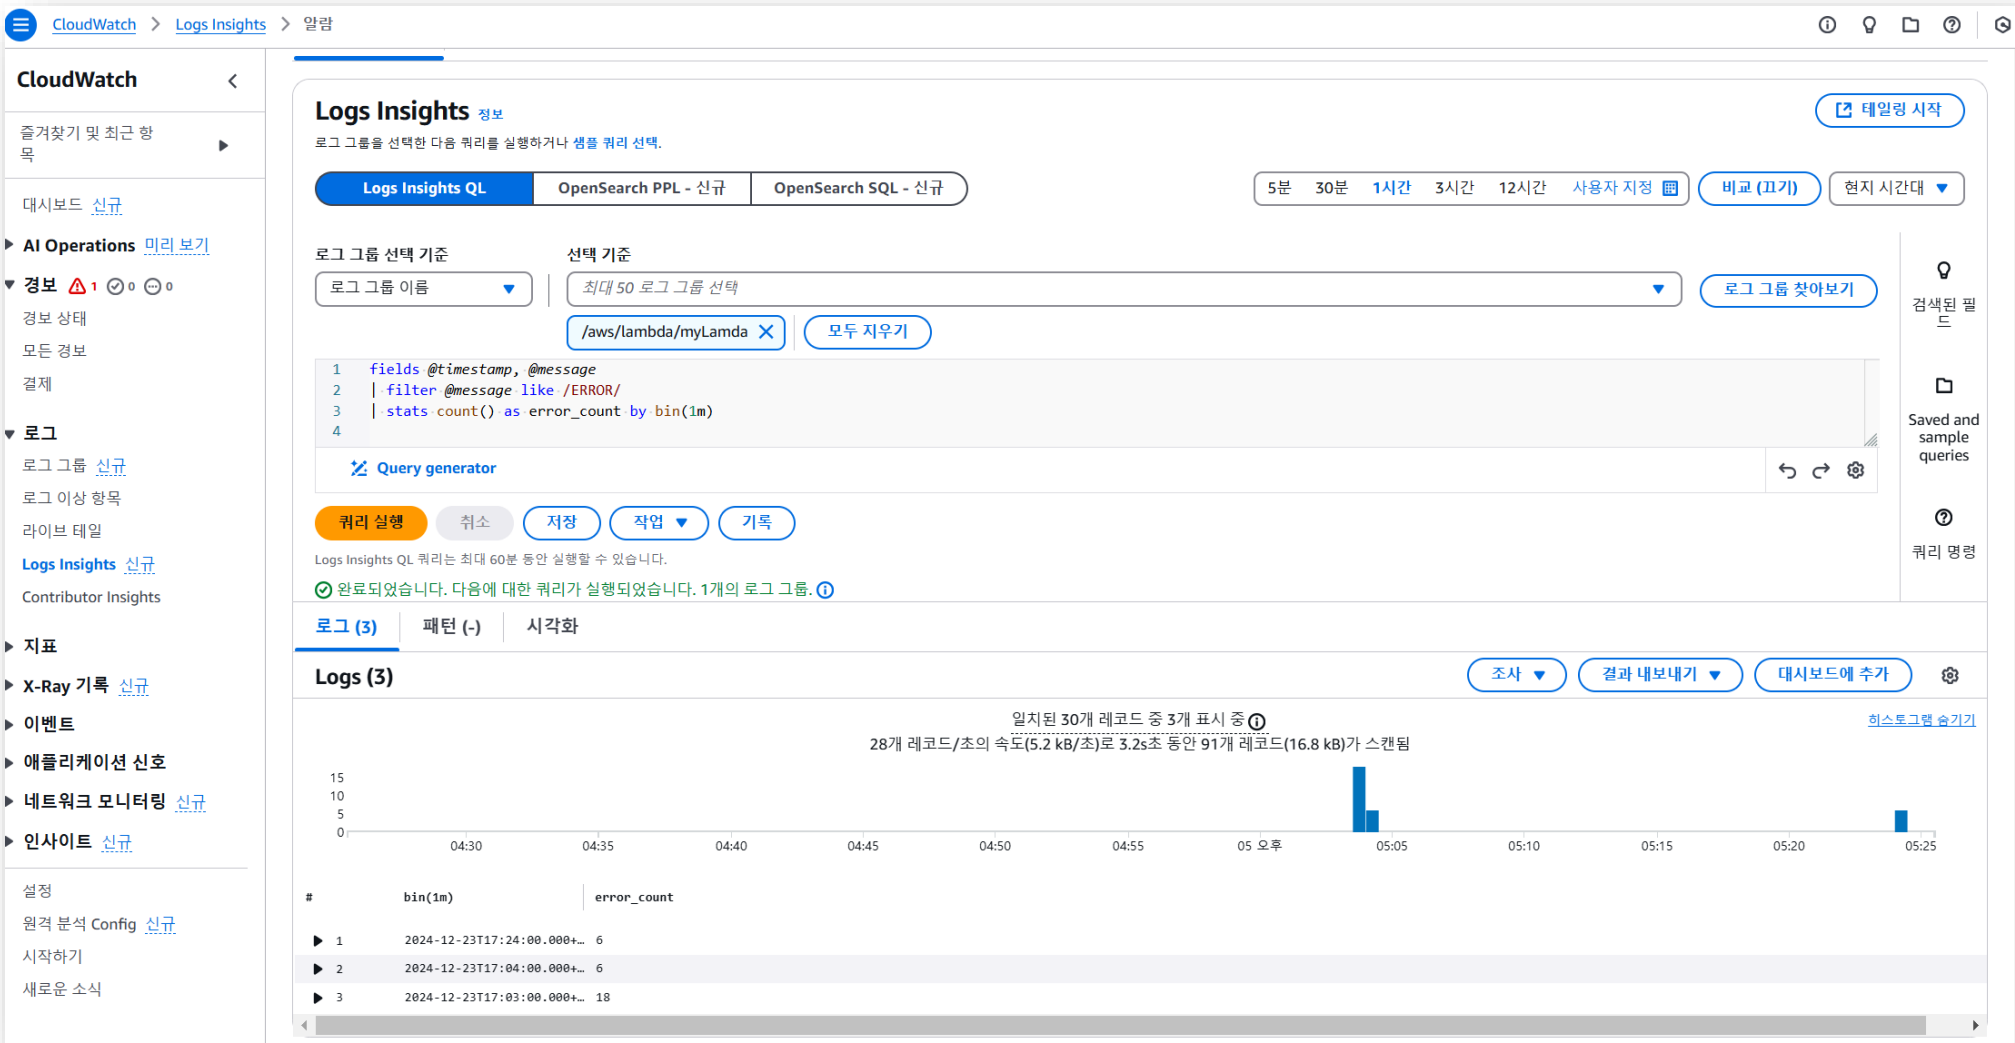 CloudWatch > Logs Insights > 알람
CloudWatch
즐겨찾기 및 최근 항
목
대시보드 신규
AI Operations 미리 보기
경보 1 0 0
경보 상태
모든 경보
결제
로그
로그 그룹 신규
로그 이상 항목
라이브 테일
Logs Insights 신규
Contributor Insights
지표
X-Ray 기록 신규
이벤트
애플리케이션 신호
네트워크 모니터링 신규
인사이트 신규
설정
원격 분석 Config 신규
시작하기
새로운 소식
Logs Insights 정보
테일링 시작
로그 그룹을 선택한 다음 쿼리를 실행하거나 샘플 쿼리 선택.
Logs Insights QL OpenSearch PPL - 신규 OpenSearch SQL - 신규
5분 30분 1시간 3시간 12시간 사용자 지정 비교 (끄기) 현지 시간대
로그 그룹 선택 기준 선택 기준
로그 그룹 이름 최대 50 로그 그룹 선택 로그 그룹 찾아보기
/aws/lambda/myLamda 모두 지우기
1 fields @timestamp, @message
2 | filter @message like /ERROR/
3 | stats count() as error_count by bin(1m)
4
Query generator
검색된 필
드
Saved and
sample
queries
쿼리 명령
쿼리 실행 취소 저장 작업 기록
Logs Insights QL 쿼리는 최대 60분 동안 실행할 수 있습니다.
완료되었습니다. 다음에 대한 쿼리가 실행되었습니다. 1개의 로그 그룹.
로그 (3) 패턴 (-) 시각화
Logs (3) 조사 결과 내보내기 대시보드에 추가
일치된 30개 레코드 중 3개 표시 중
히스토그램 숨기기
28개 레코드/초의 속도(5.2 kB/초)로 3.2s초 동안 91개 레코드(16.8 kB)가 스캔됨
15
10
5
0
04:30 04:35 04:40 04:45 04:50 04:55 05 오후 05:05 05:10 05:15 05:20 05:25
# bin(1m) error_count
1 2024-12-23T17:24:00.000+… 6
2 2024-12-23T17:04:00.000+… 6
3 2024-12-23T17:03:00.000+… 18